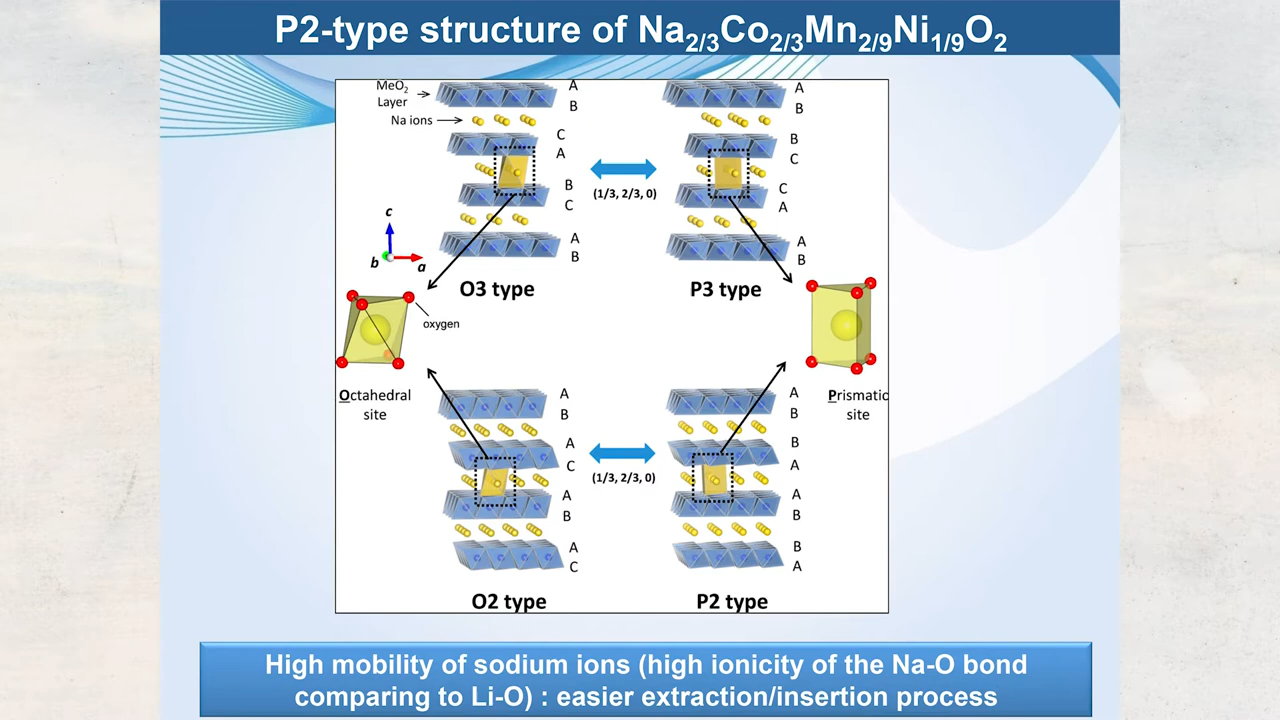 P2-type structure of Na2/3Co2/3Mn2/9Ni1/9O2
MeO2
Layer
Na ions
A
B
C
A
B
C
A
B
O3 type
(1/3, 2/3, 0)
A
B
B
C
C
A
A
B
P3 type
c
b
a
oxygen
Octahedral
site
Prismatic
site
A
B
A
C
A
B
A
C
O2 type
(1/3, 2/3, 0)
A
B
B
A
A
B
B
A
P2 type
High mobility of sodium ions (high ionicity of the Na-O bond
comparing to Li-O) : easier extraction/insertion process